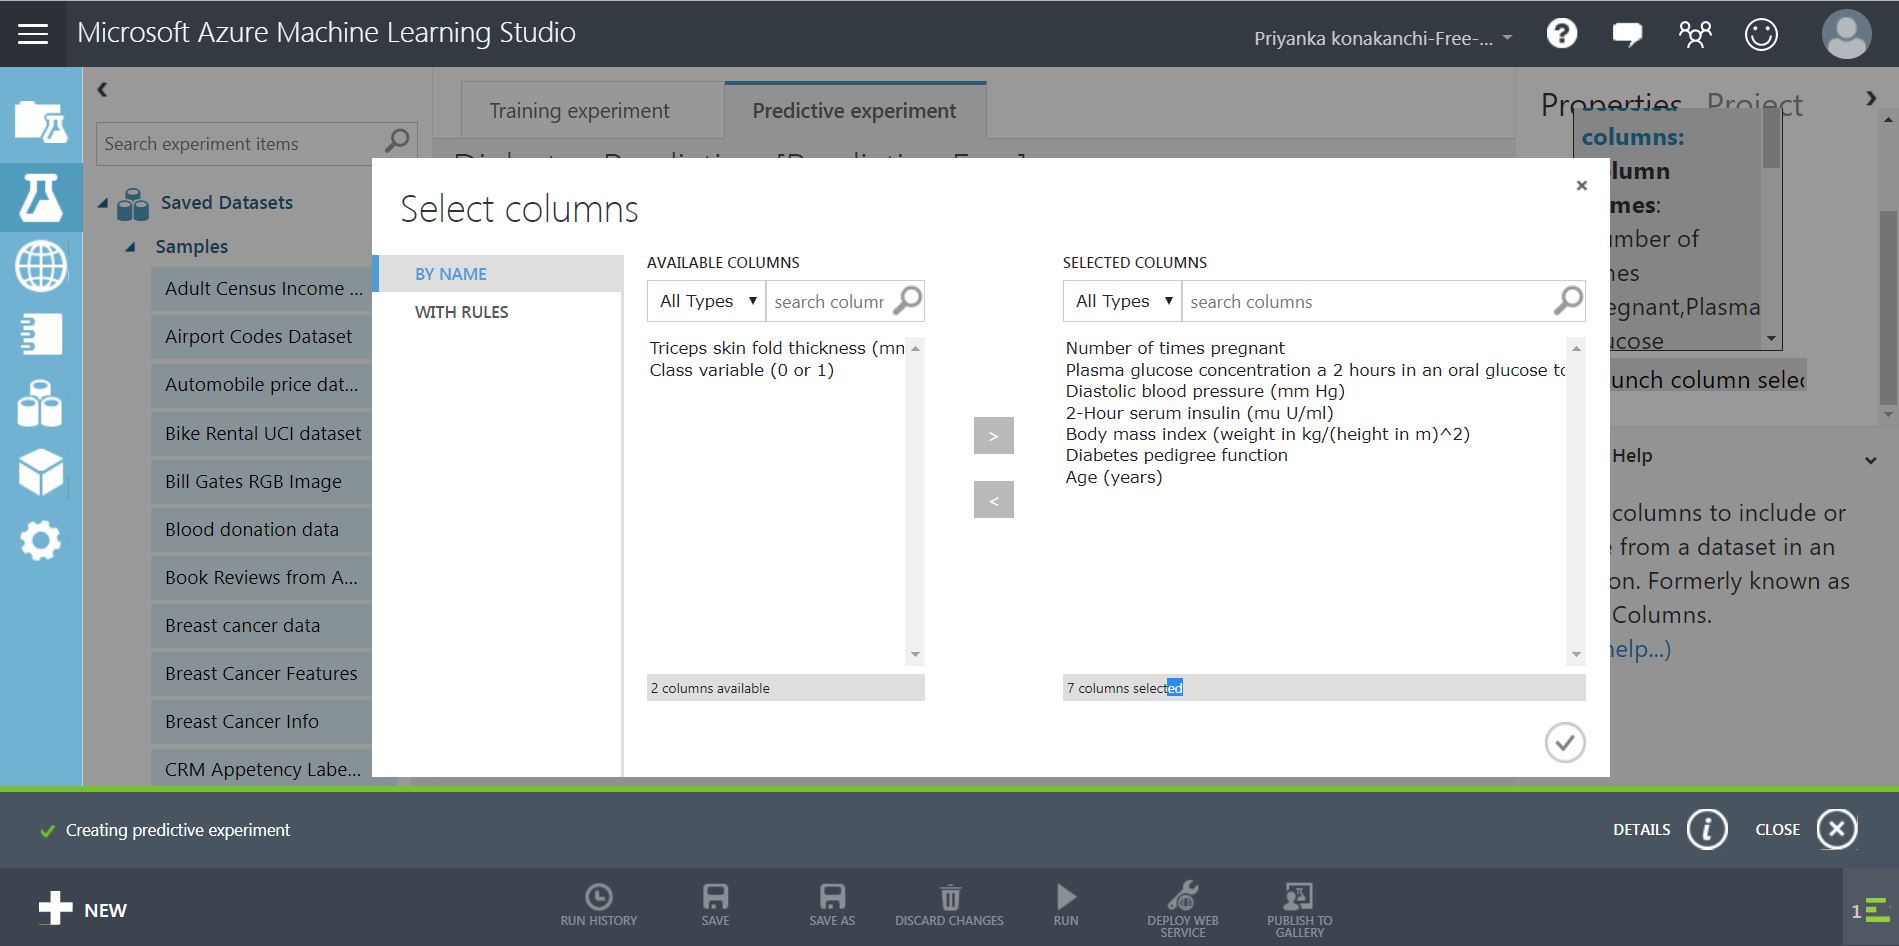 Microsoft Azure Machine Learning Studio
Priyanka konakanchi-Free-...
Search experiment items
Saved Datasets
Samples
Adult Census Income ...
Airport Codes Dataset
Automobile price dat...
Bike Rental UCI dataset
Bill Gates RGB Image
Blood donation data
Book Reviews from A...
Breast cancer data
Breast Cancer Features
Breast Cancer Info
CRM Appetency Labe...
Training experiment
Predictive experiment
Select columns
BY NAME
WITH RULES
AVAILABLE COLUMNS
All Types
search columr
Triceps skin fold thickness (mm
Class variable (0 or 1)
2 columns available
>
<
SELECTED COLUMNS
All Types
search columns
Number of times pregnant
Plasma glucose concentration a 2 hours in an oral glucose to
Diastolic blood pressure (mm Hg)
2-Hour serum insulin (mu U/ml)
Body mass index (weight in kg/(height in m)^2)
Diabetes pedigree function
Age (years)
7 columns selected
Properties Project
columns:
lumn
mes:
mber of
nes
egnant,Plasma
ucose
unch column selec
Help
columns to include or
from a dataset in an
on. Formerly known as
Columns.
help...)
Creating predictive experiment
DETAILS
CLOSE
NEW
RUN HISTORY
SAVE
SAVE AS
DISCARD CHANGES
RUN
DEPLOY WEB
SERVICE
PUBLISH TO
GALLERY
1